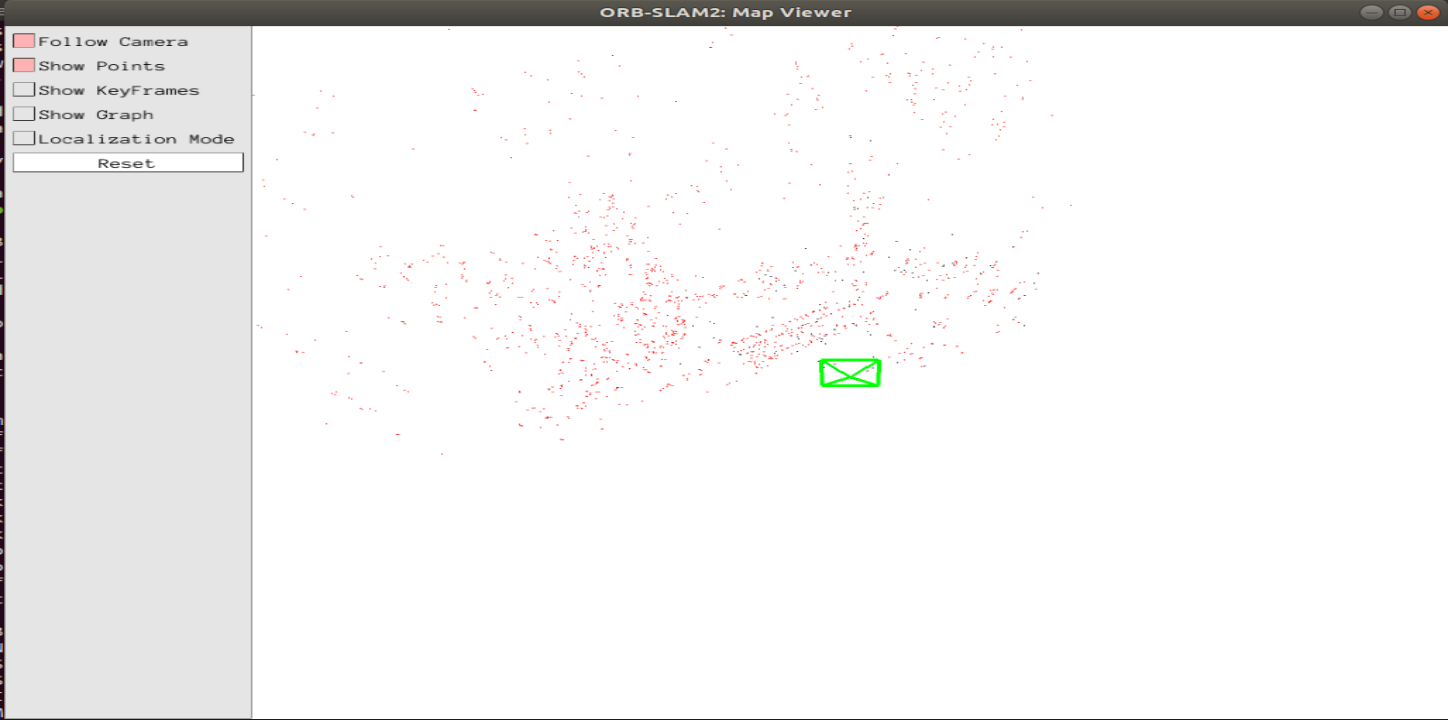 ORB-SLAM2: Map Viewer
Follow Camera
Show Points
Show KeyFrames
Show Graph
Localization Mode
Reset